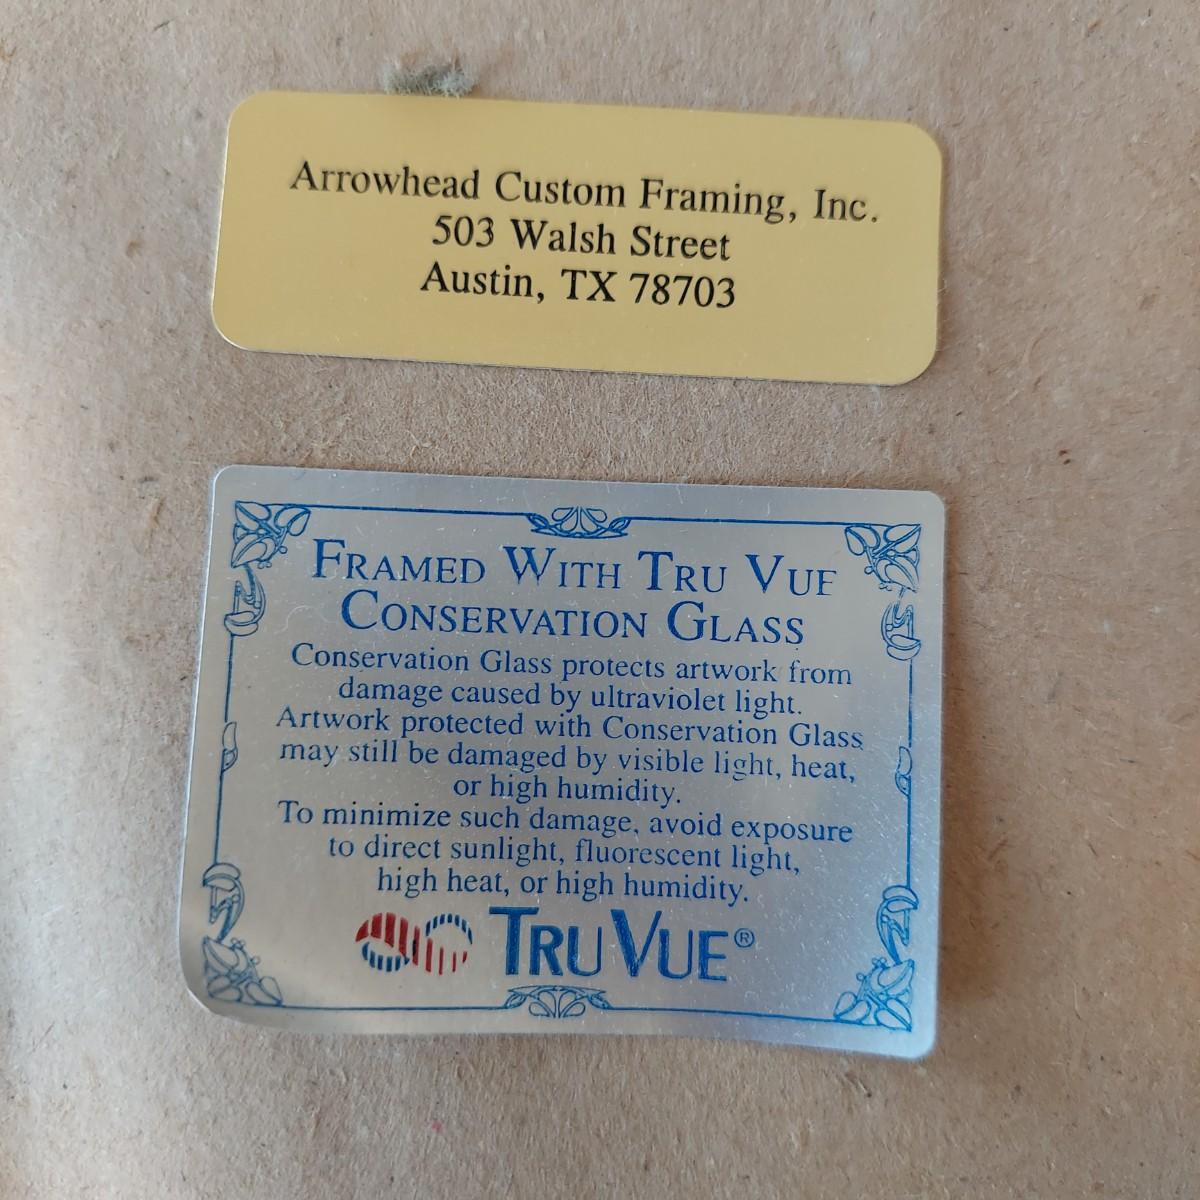 Arrowhead Custom Framing, Inc.
503 Walsh Street
Austin, TX 78703
FRAMED WITH TRU VUE
CONSERVATION GLASS
Conservation Glass protects artwork from
damage caused by ultraviolet light.
Artwork protected with Conservation Glass
may still be damaged by visible light, heat,
or high humidity.
To minimize such damage, avoid exposure
to direct sunlight, fluorescent light,
high heat, or high humidity.
TRU VUE®